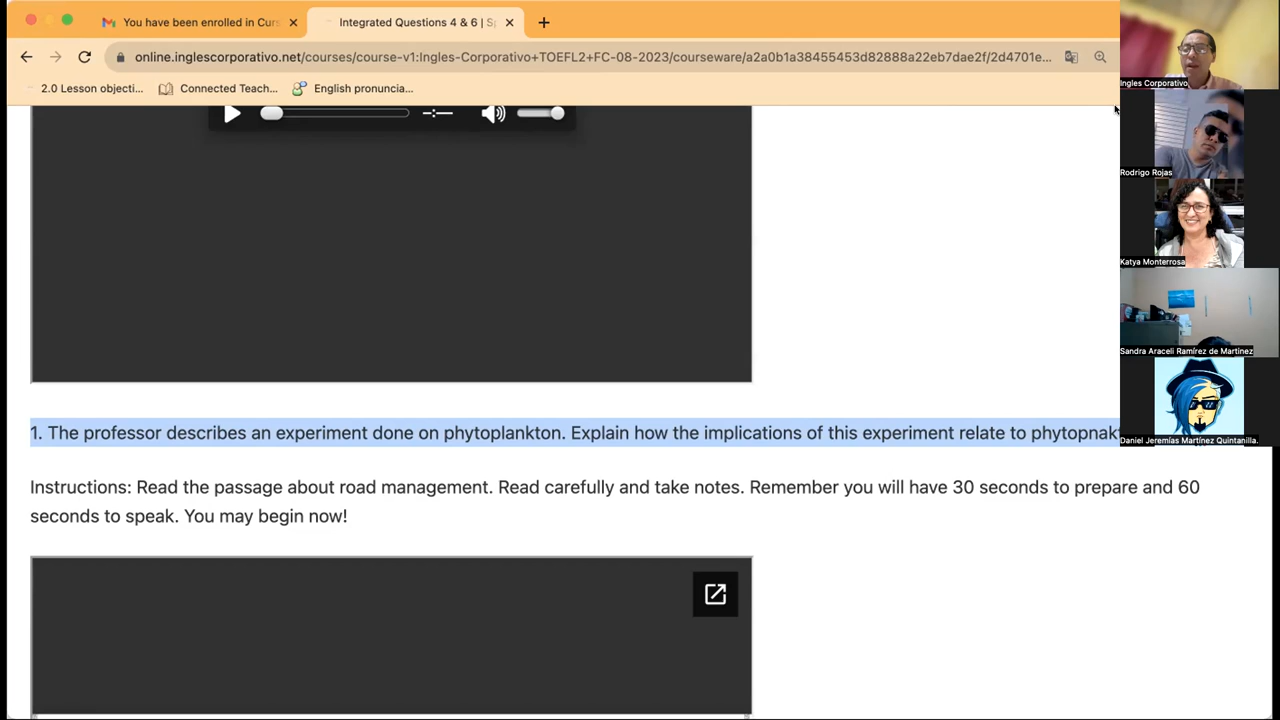 You have been enrolled in Curs
Integrated Questions 4 & 6 | Sp
online.inglescorporativo.net/courses/course-v1:Ingles-Corporativo+TOEFL2+FC-08-2023/courseware/a2a0b1a38455453d82888a22eb7dae2f/2d4701e...
2.0 Lesson objecti...
Connected Teach...
English pronuncia...
Ingles Corporativo
Rodrigo Rojas
Katya Monterrosa
Sandra Araceli Ramírez de Martínez
Daniel Jeremías Martínez Quintanilla.
1. The professor describes an experiment done on phytoplankton. Explain how the implications of this experiment relate to phytopnakt
Instructions: Read the passage about road management. Read carefully and take notes. Remember you will have 30 seconds to prepare and 60
seconds to speak. You may begin now!